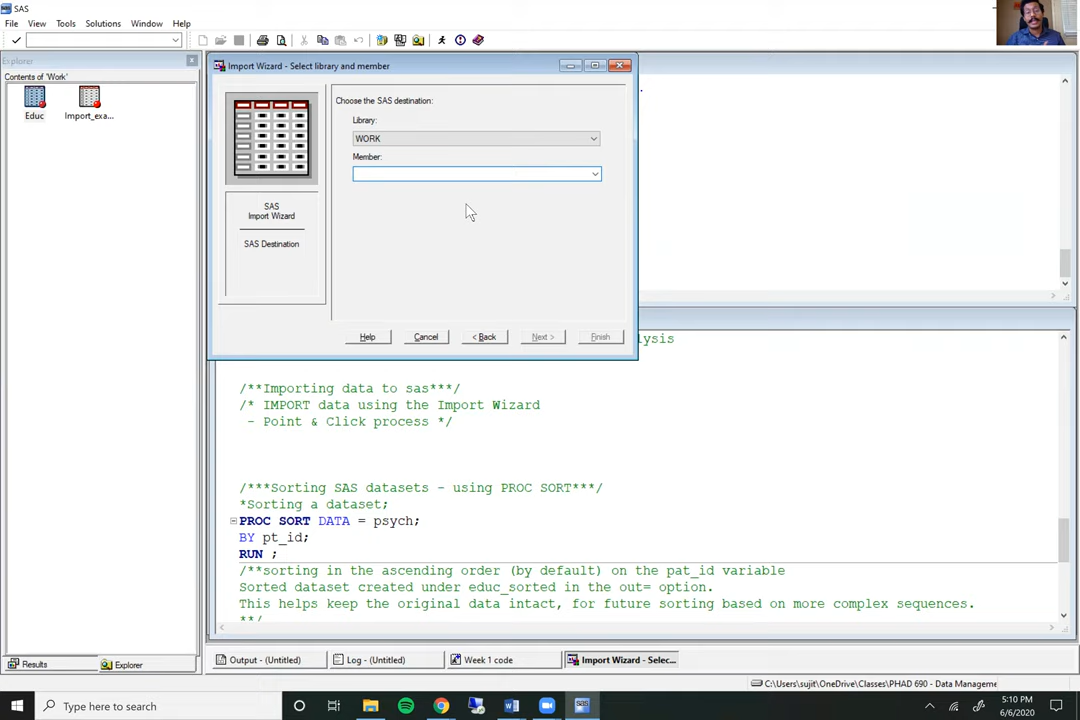 SAS
File View Tools Solutions Window Help
Explorer
Contents of 'Work'
Educ
Import_exa...
Import Wizard - Select library and member
Choose the SAS destination:
Library:
WORK
Member:
SAS
Import Wizard
SAS Destination
Help
Cancel
< Back
Next >
Finish
lysis
/**Importing data to sas***/
/* IMPORT data using the Import Wizard
- Point & Click process */
/***Sorting SAS datasets - using PROC SORT***/
*Sorting a dataset;
PROC SORT DATA = psych;
BY pt_id;
RUN ;
/**sorting in the ascending order (by default) on the pat_id variable
Sorted dataset created under educ_sorted in the out= option.
This helps keep the original data intact, for future sorting based on more complex sequences.
**/
Results
Explorer
Output - (Untitled)
Log - (Untitled)
Week 1 code
Import Wizard - Selec...
C:\Users\sujit\OneDrive\Classes\PHAD 690 - Data Manageme
Type here to search
5:10 PM
6/6/2020